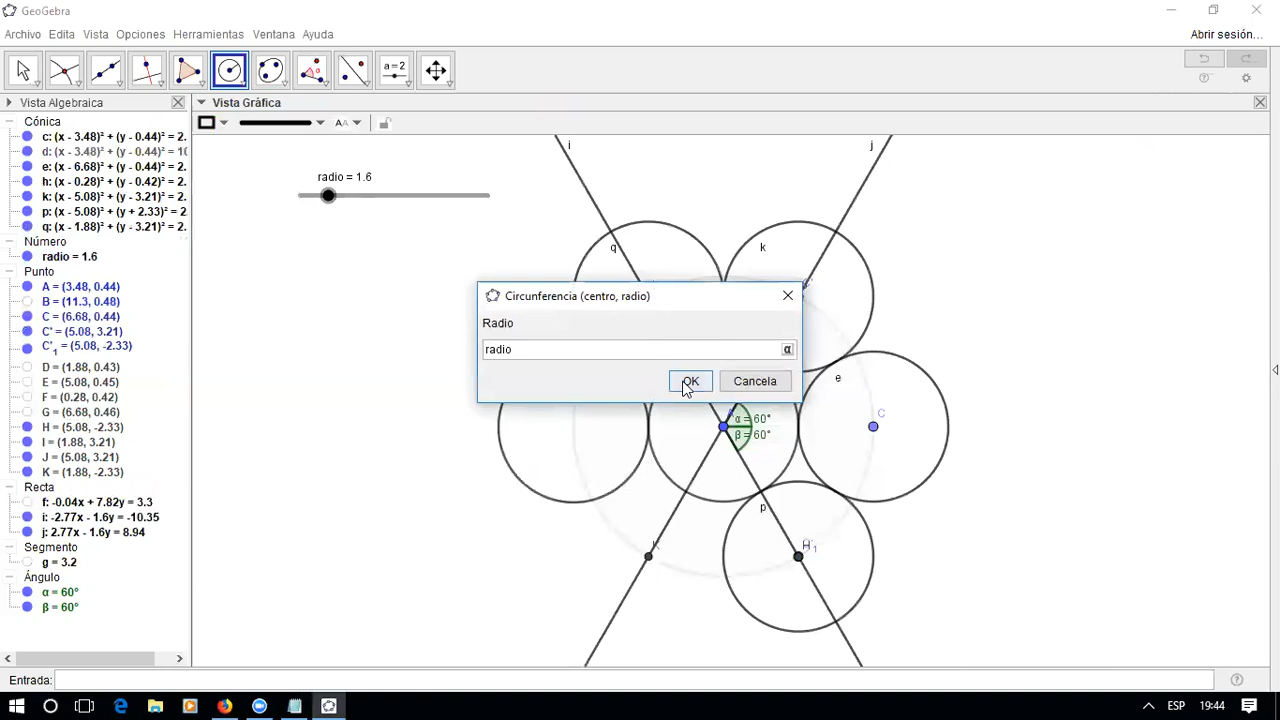 GeoGebra
Archivo Edita Vista Opciones Herramientas Ventana Ayuda
Abrir sesión...
a=2
Vista Algebraica
Vista Gráfica
AA
Cónica
c: (x - 3.48)² + (y - 0.44)² = 2.
d: (x - 3.48)² + (y - 0.44)² = 10
e: (x - 6.68)² + (y - 0.44)² = 2.
h: (x - 0.28)² + (y - 0.42)² = 2.
k: (x - 5.08)² + (y - 3.21)² = 2.
p: (x - 5.08)² + (y + 2.33)² = 2
q: (x - 1.88)² + (y - 3.21)² = 2.
Número
radio = 1.6
Punto
A = (3.48, 0.44)
B = (11.3, 0.48)
C = (6.68, 0.44)
C' = (5.08, 3.21)
C'₁ = (5.08, -2.33)
D = (1.88, 0.43)
E = (5.08, 0.45)
F = (0.28, 0.42)
G = (6.68, 0.46)
H = (5.08, -2.33)
I = (1.88, 3.21)
J = (5.08, 3.21)
K = (1.88, -2.33)
Recta
f: -0.04x + 7.82y = 3.3
i: -2.77x - 1.6y = -10.35
j: 2.77x - 1.6y = 8.94
Segmento
g = 3.2
Ángulo
α = 60°
β = 60°
radio = 1.6
i
j
q
k
Circunferencia (centro, radio)
Radio
radio
α
OK
Cancela
e
A
α = 60°
β = 60°
C
p
K
Entrada:
ESP
19:44